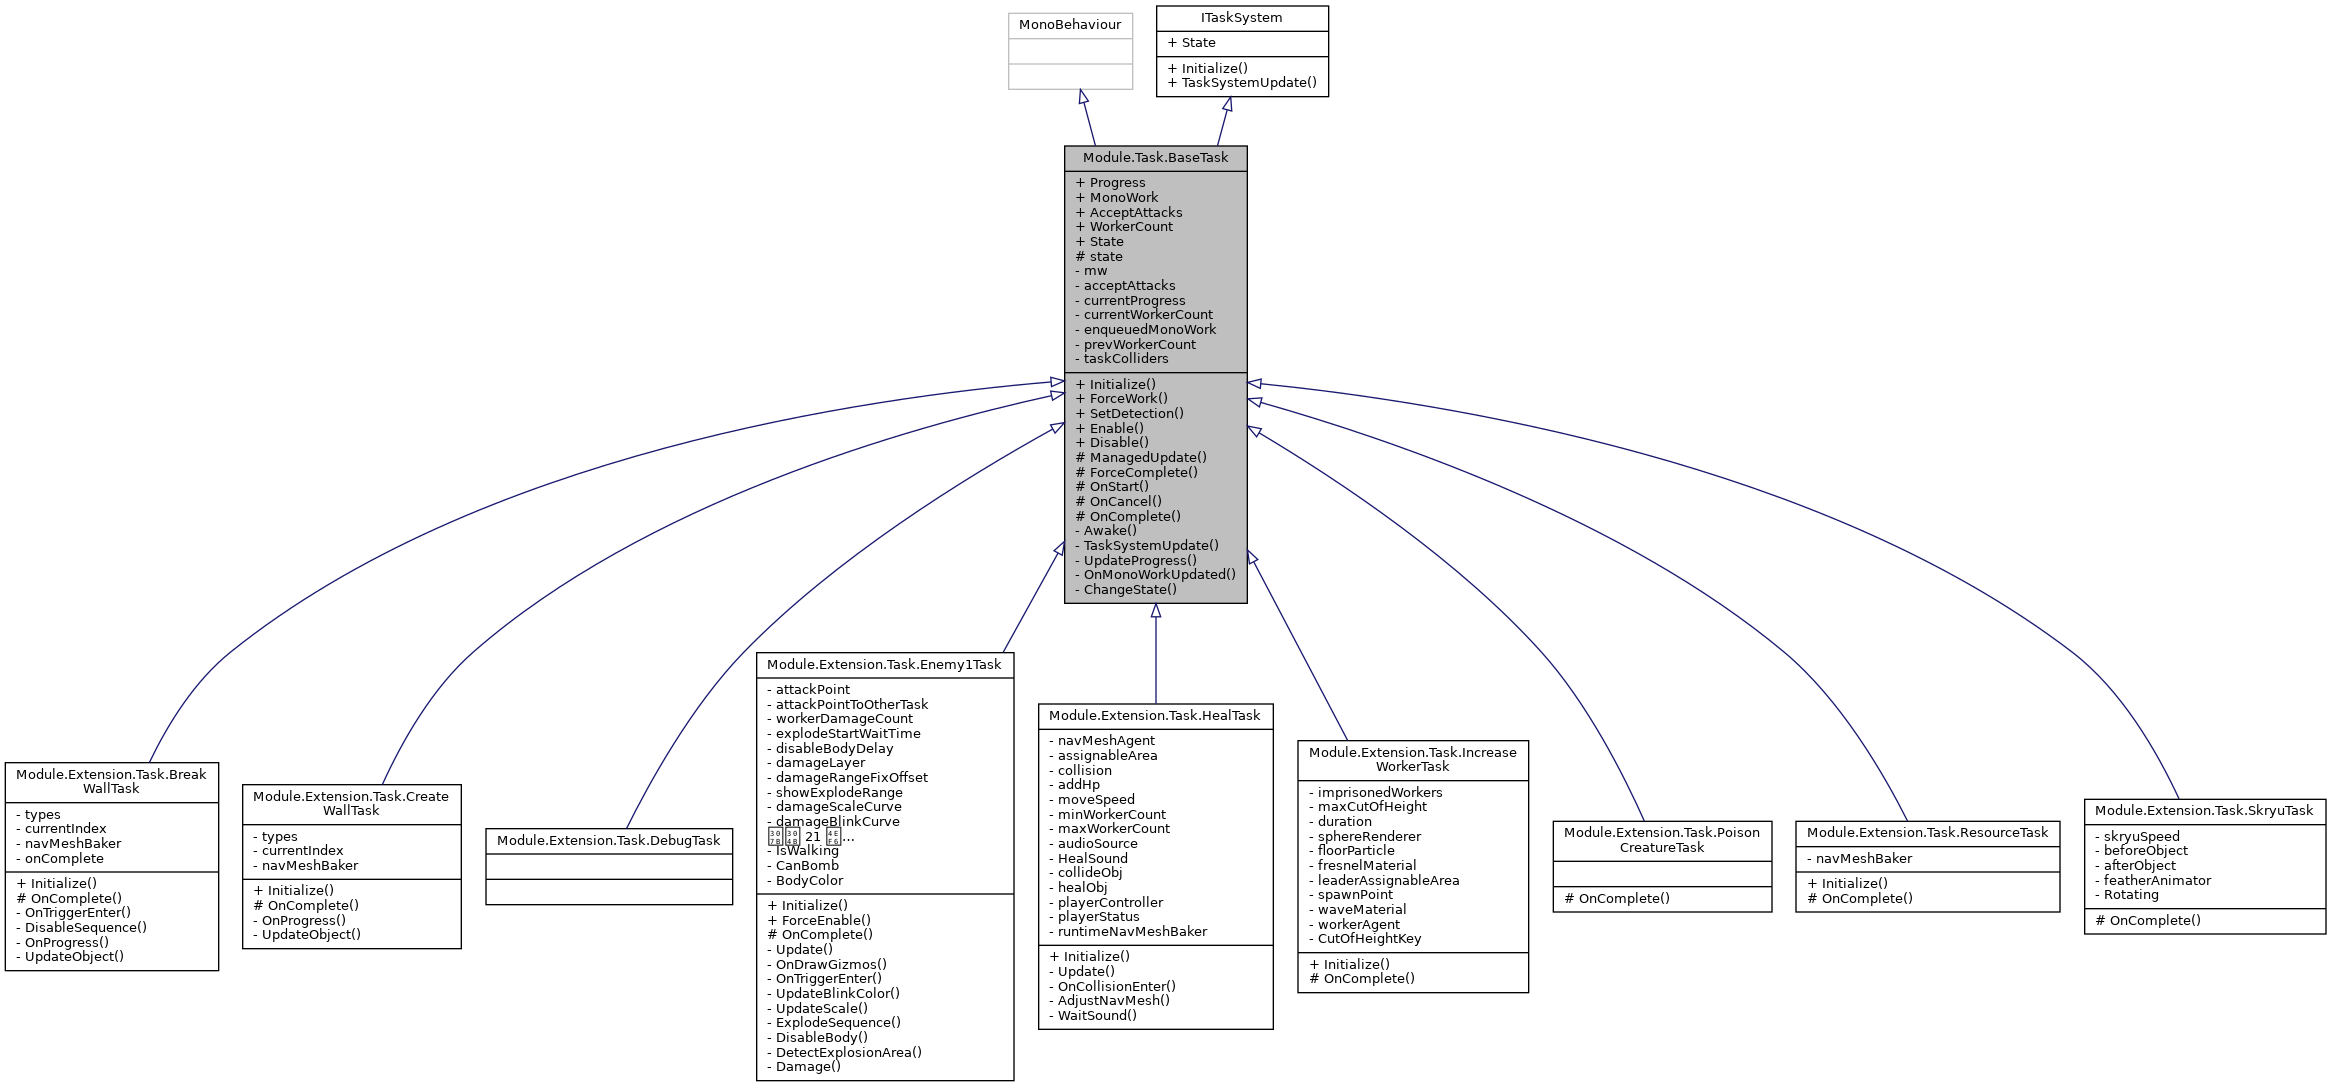 MonoBehaviour
ITaskSystem
+ State
+ Initialize()
+ TaskSystemUpdate()
Module.Task.BaseTask
+ Progress
+ MonoWork
+ AcceptAttacks
+ WorkerCount
+ State
# state
- mw
- acceptAttacks
- currentProgress
- currentWorkerCount
- enqueuedMonoWork
- prevWorkerCount
- taskColliders
+ Initialize()
+ ForceWork()
+ SetDetection()
+ Enable()
+ Disable()
# ManagedUpdate()
# ForceComplete()
# OnStart()
# OnCancel()
# OnComplete()
- Awake()
- TaskSystemUpdate()
- UpdateProgress()
- OnMonoWorkUpdated()
- ChangeState()
Module.Extension.Task.Break
WallTask
- types
- currentIndex
- navMeshBaker
- onComplete
+ Initialize()
# OnComplete()
- OnTriggerEnter()
- DisableSequence()
- OnProgress()
- UpdateObject()
Module.Extension.Task.Create
WallTask
- types
- currentIndex
- navMeshBaker
+ Initialize()
# OnComplete()
- OnProgress()
- UpdateObject()
Module.Extension.Task.DebugTask
Module.Extension.Task.Enemy1Task
- attackPoint
- attackPointToOtherTask
- workerDamageCount
- explodeStartWaitTime
- disableBodyDelay
- damageLayer
- damageRangeFixOffset
- showExplodeRange
- damageScaleCurve
- damageBlinkCurve
21 ...
- IsWalking
- CanBomb
- BodyColor
+ Initialize()
+ ForceEnable()
# OnComplete()
- Update()
- OnDrawGizmos()
- OnTriggerEnter()
- UpdateBlinkColor()
- UpdateScale()
- ExplodeSequence()
- DisableBody()
- DetectExplosionArea()
- Damage()
Module.Extension.Task.HealTask
- navMeshAgent
- assignableArea
- collision
- addHp
- moveSpeed
- minWorkerCount
- maxWorkerCount
- audioSource
- HealSound
- collideObj
- healObj
- playerController
- playerStatus
- runtimeNavMeshBaker
+ Initialize()
- Update()
- OnCollisionEnter()
- AdjustNavMesh()
- WaitSound()
Module.Extension.Task.Increase
WorkerTask
- imprisonedWorkers
- maxCutOfHeight
- duration
- sphereRenderer
- floorParticle
- fresnelMaterial
- leaderAssignableArea
- spawnPoint
- waveMaterial
- workerAgent
- CutOfHeightKey
+ Initialize()
# OnComplete()
Module.Extension.Task.Poison
CreatureTask
# OnComplete()
Module.Extension.Task.ResourceTask
- navMeshBaker
+ Initialize()
# OnComplete()
Module.Extension.Task.SkryuTask
- skryuSpeed
- beforeObject
- afterObject
- featherAnimator
- Rotating
# OnComplete()